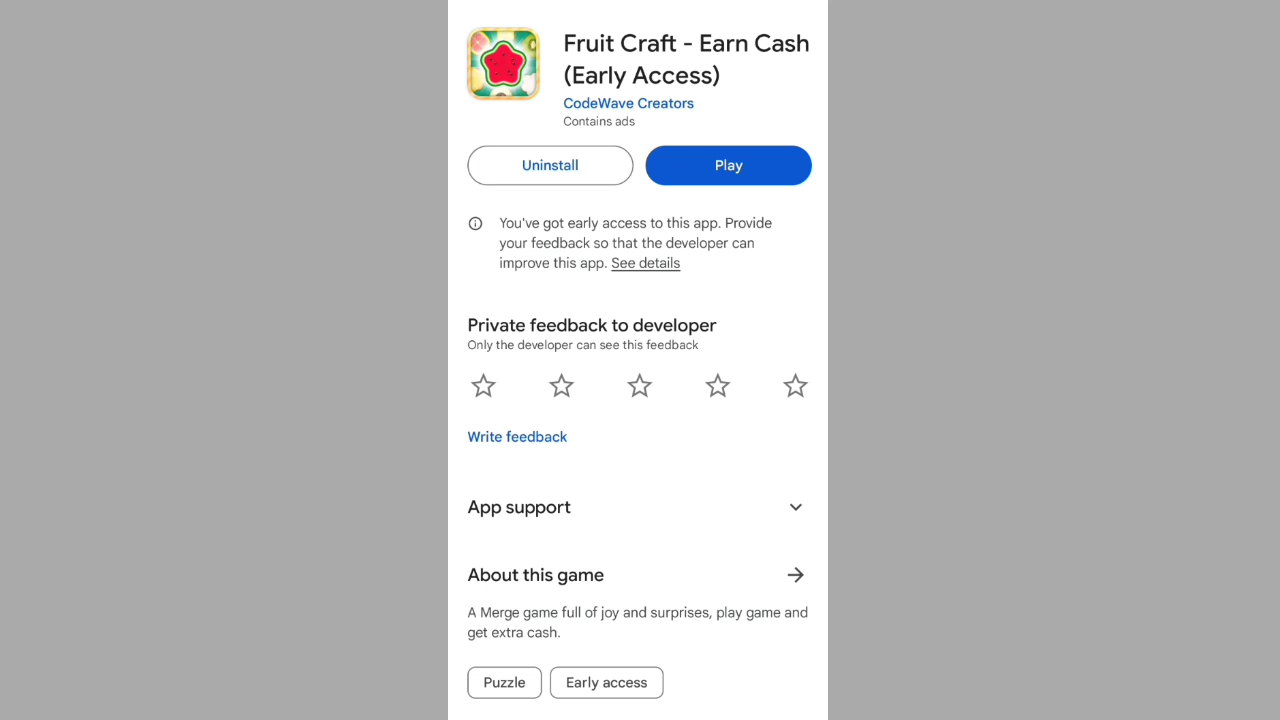 Fruit Craft - Earn Cash
(Early Access)
CodeWave Creators
Contains ads
Uninstall
Play
You've got early access to this app. Provide
your feedback so that the developer can
improve this app. See details
Private feedback to developer
Only the developer can see this feedback
Write feedback
App support
About this game
A Merge game full of joy and surprises, play game and
get extra cash.
Puzzle
Early access